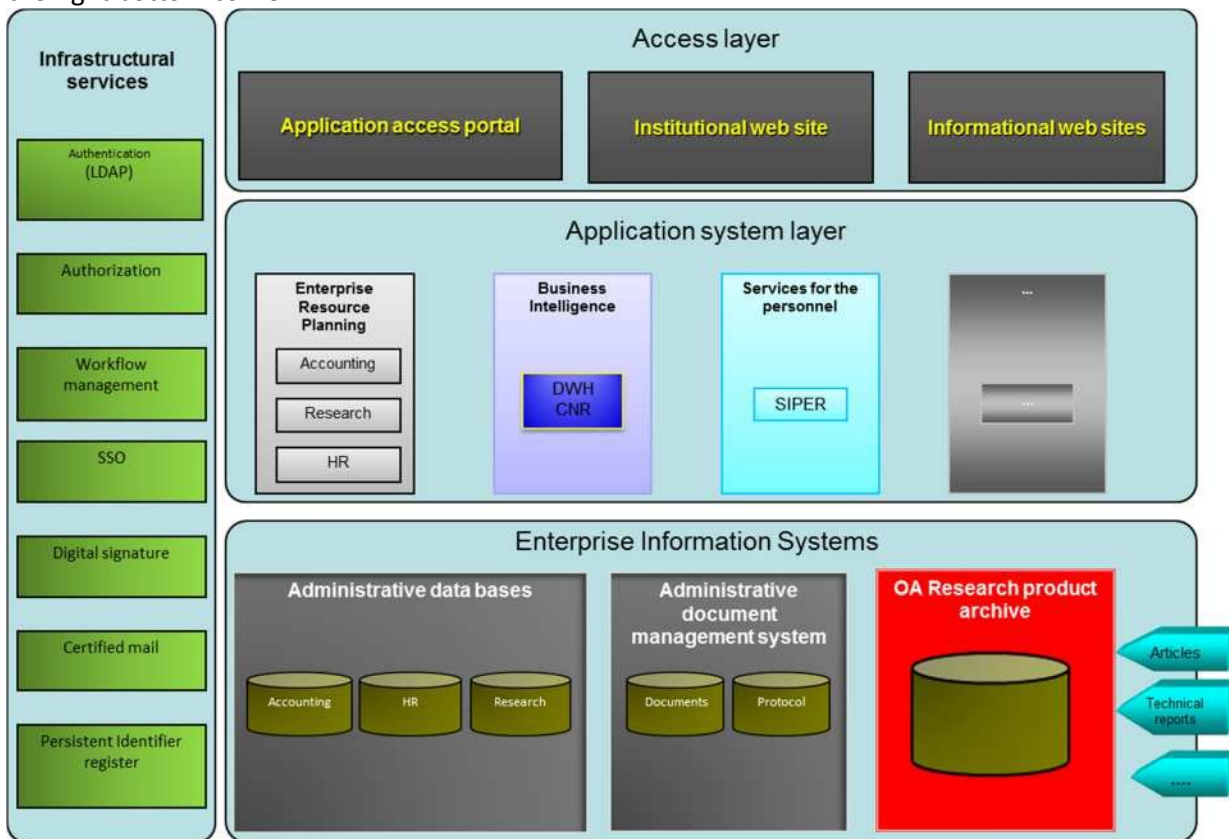 Infrastructural
services
Authentication
(LDAP)
Authorization
Workflow
management
SSO
Digital signature
Certified mail
Persistent Identifier
register
Access layer
Application access portal
Institutional web site
Informational web sites
Application system layer
Enterprise
Resource
Planning
Accounting
Research
HR
Business
Intelligence
DWH
CNR
Services for the
personnel
SIPER
...
...
Enterprise Information Systems
Administrative data bases
Accounting
HR
Research
Administrative
document
management system
Documents
Protocol
OA Research product
archive
Articles
Technical
reports
....